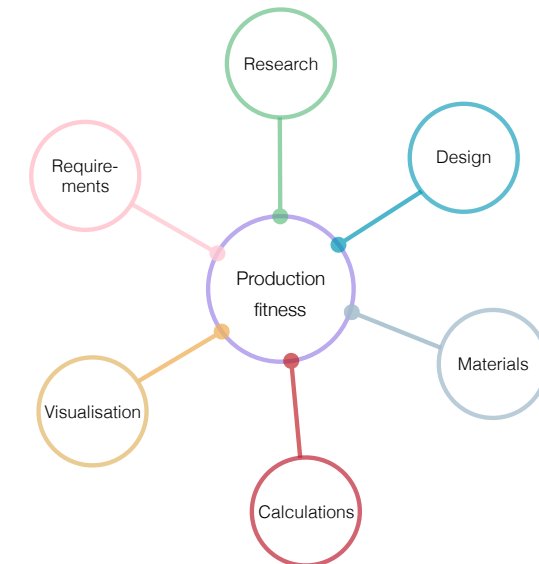 Research
Design
Require-
ments
Production
fitness
Materials
Visualisation
Calculations